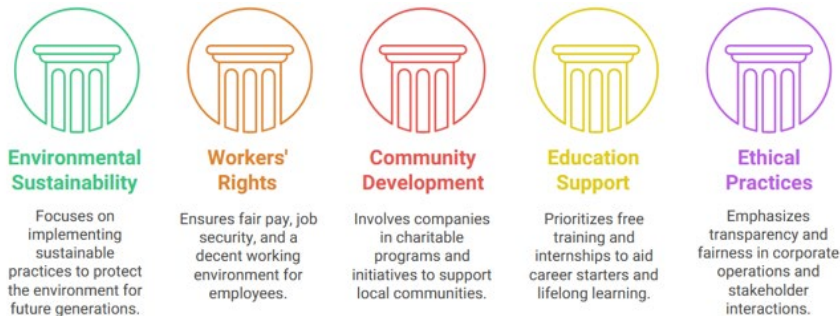 Environmental
Sustainability
Focuses on
implementing
sustainable
practices to protect
the environment for
future generations.
Workers'
Rights
Ensures fair pay, job
security, and a
decent working
environment for
employees.
Community
Development
Involves companies
in charitable
programs and
initiatives to support
local communities.
Education
Support
Prioritizes free
training and
internships to aid
career starters and
lifelong learning.
Ethical
Practices
Emphasizes
transparency and
fairness in corporate
operations and
stakeholder
interactions.